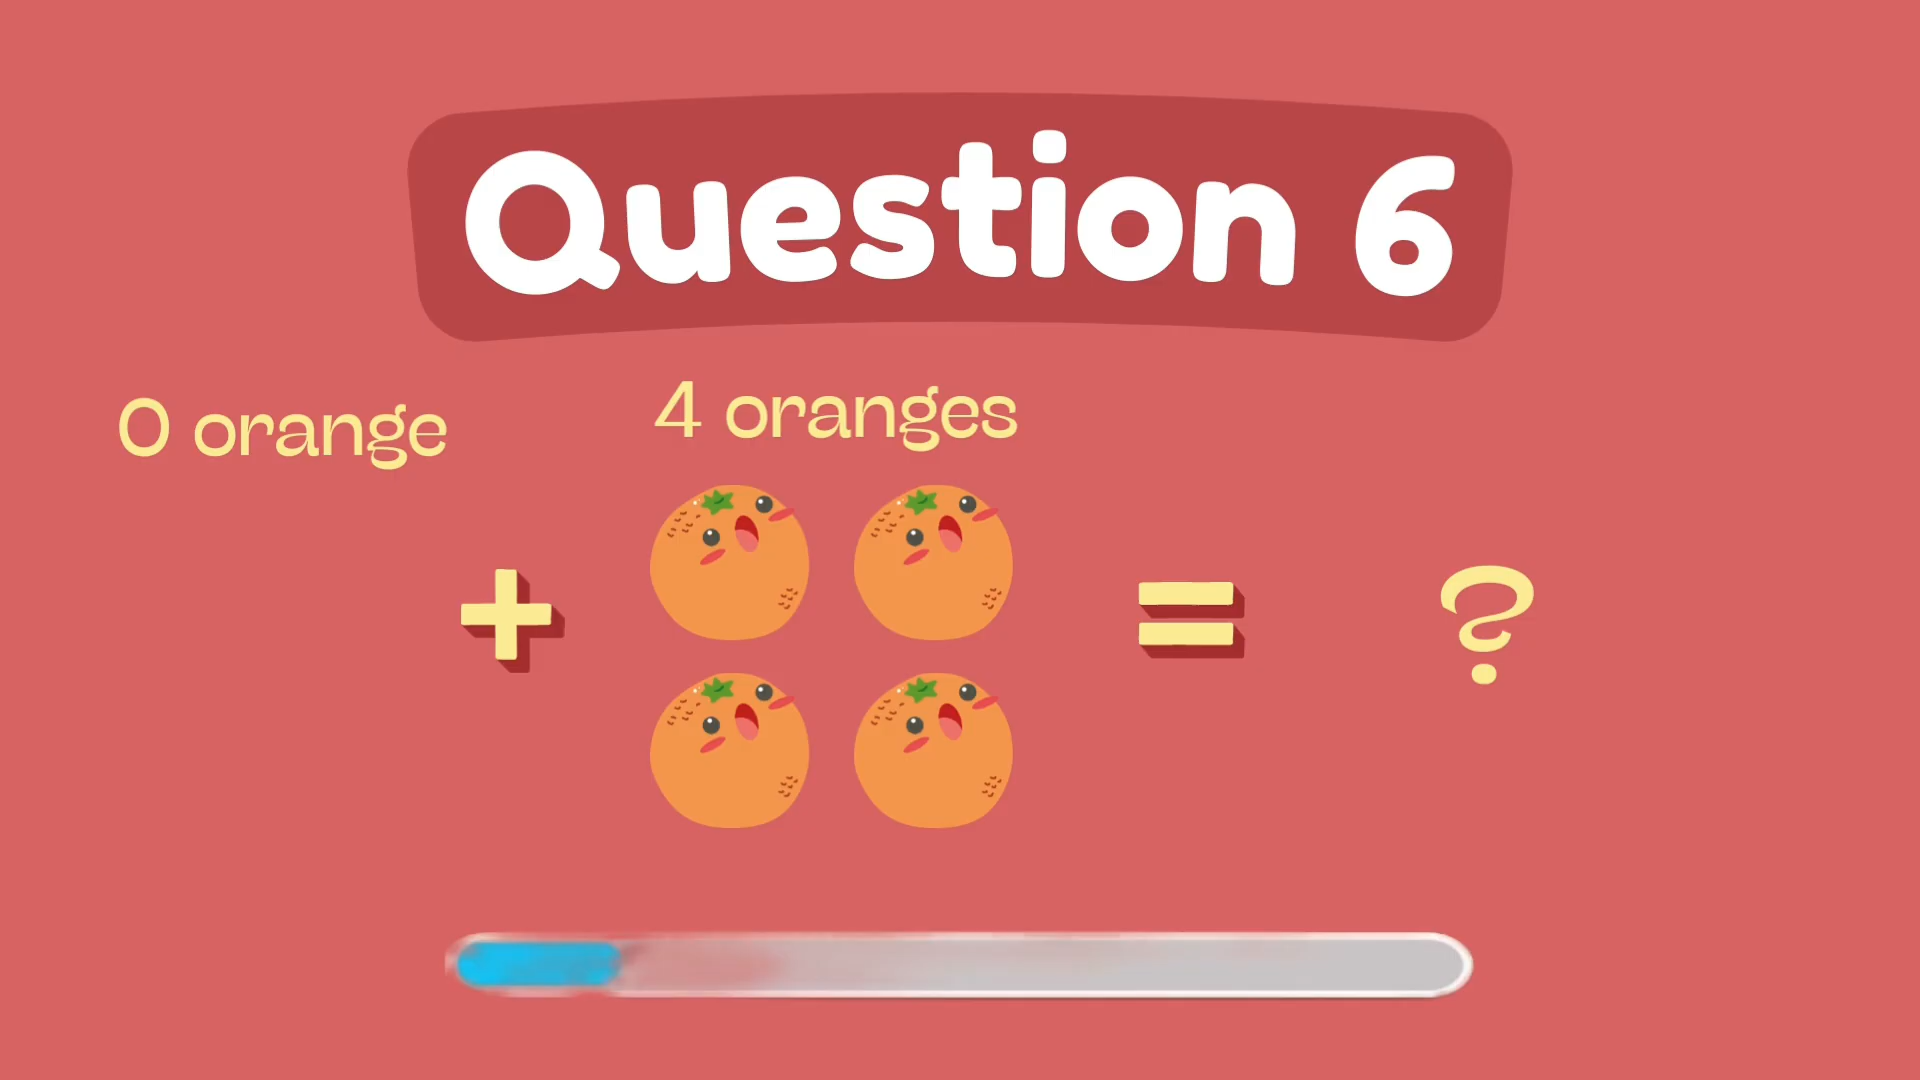 Question 6
0 orange
4 oranges
+ = ?